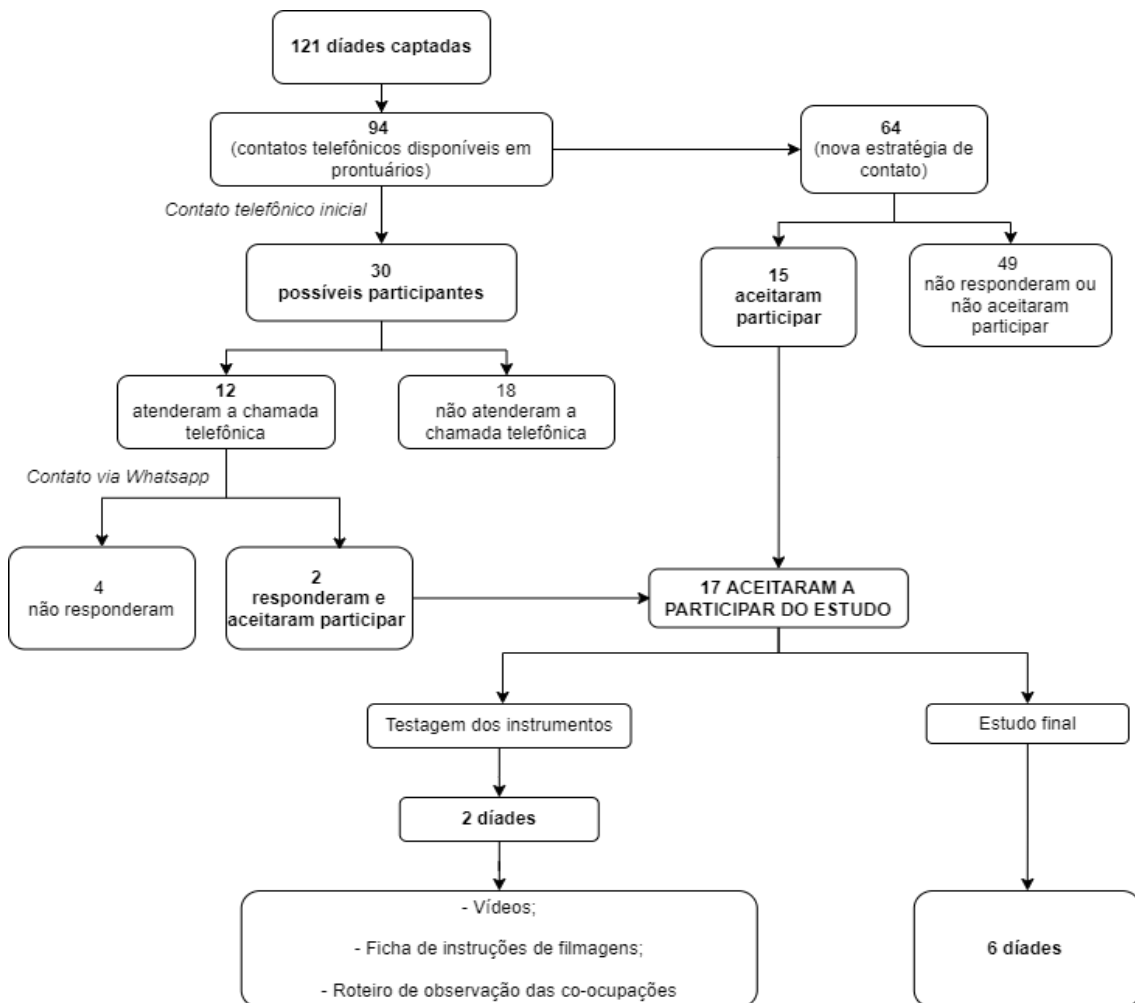 121 díades captadas
94
(contatos telefônicos disponíveis em
prontuários)
64
(nova estratégia de
contato)
Contato telefônico inicial
30
possíveis participantes
15
aceitaram
participar
49
não responderam ou
não aceitaram
participar
12
atenderam a chamada
telefônica
18
não atenderam a
chamada telefônica
Contato via Whatsapp
4
não responderam
2
responderam e
aceitaram participar
17 ACEITARAM A
PARTICIPAR DO ESTUDO
Testagem dos instrumentos
Estudo final
2 díades
- Vídeos;
- Ficha de instruções de filmagens;
- Roteiro de observação das co-ocupações
6 díades